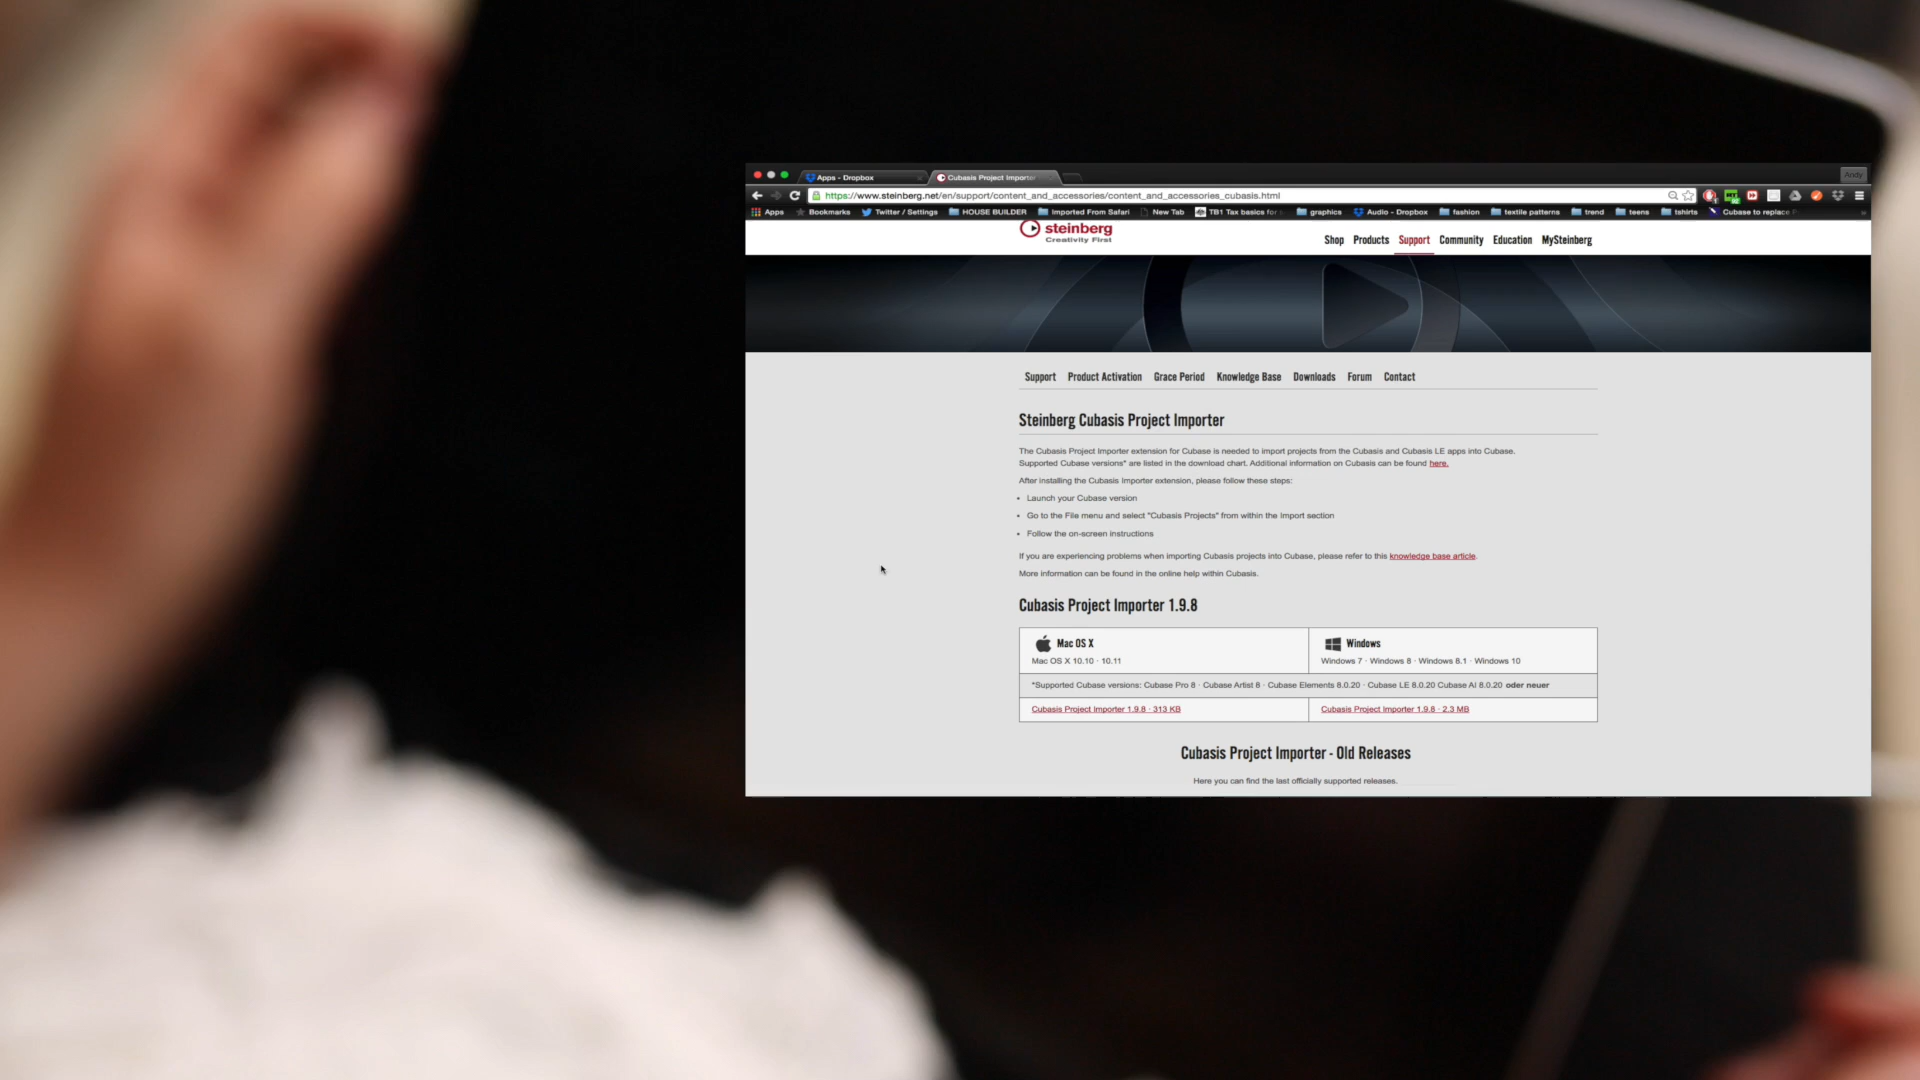 Apps - Dropbox
Cubasis Project Importer
Andy
https://www.steinberg.net/en/support/content_and_accessories/content_and_accessories_cubasis.html
Apps Bookmarks Twitter / Settings HOUSE BUILDER Imported From Safari New Tab TB1 Tax basics for graphics Audio - Dropbox fashion textile patterns trend teens tshirts Cubase to replace
steinberg
Creativity First
Shop Products Support Community Education MySteinberg
Support Product Activation Grace Period Knowledge Base Downloads Forum Contact
Steinberg Cubasis Project Importer
The Cubasis Project Importer extension for Cubase is needed to import projects from the Cubasis and Cubasis LE apps into Cubase.
Supported Cubase versions* are listed in the download chart. Additional information on Cubasis can be found here.
After installing the Cubasis Importer extension, please follow these steps:
• Launch your Cubase version
• Go to the File menu and select "Cubasis Projects" from within the Import section
• Follow the on-screen instructions
If you are experiencing problems when importing Cubasis projects into Cubase, please refer to this knowledge base article.
More information can be found in the online help within Cubasis.
Cubasis Project Importer 1.9.8
Mac OS X
Mac OS X 10.10 · 10.11
Windows
Windows 7 · Windows 8 · Windows 8.1 · Windows 10
*Supported Cubase versions: Cubase Pro 8 · Cubase Artist 8 · Cubase Elements 8.0.20 · Cubase LE 8.0.20 Cubase AI 8.0.20 oder neuer
Cubasis Project Importer 1.9.8 · 313 KB
Cubasis Project Importer 1.9.8 · 2.3 MB
Cubasis Project Importer - Old Releases
Here you can find the last officially supported releases.